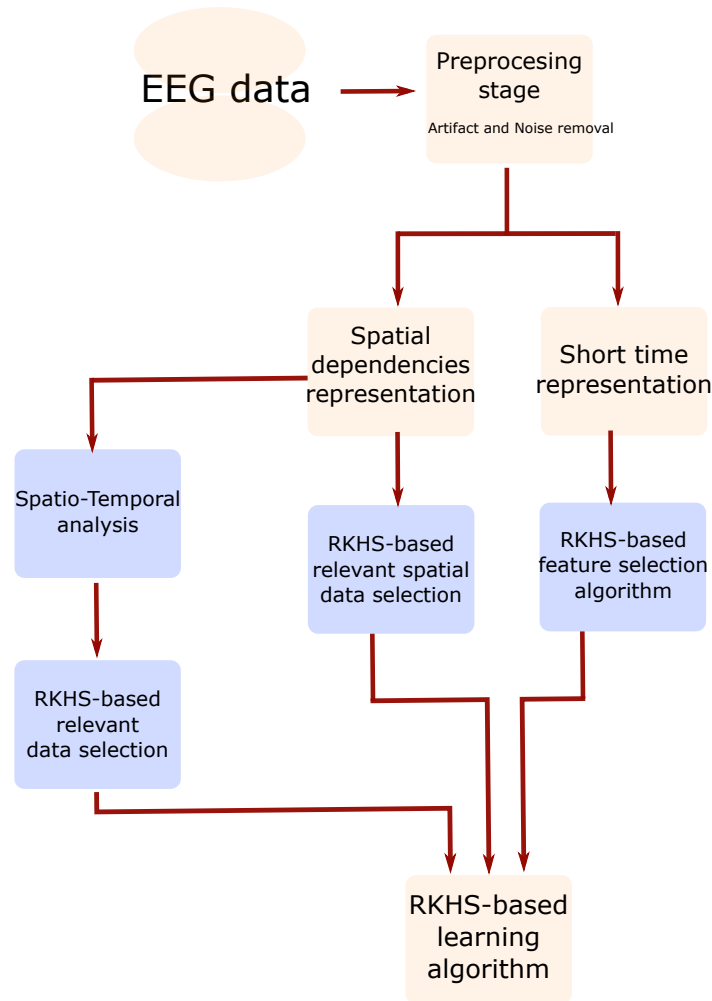 EEG data
Preprocesing
stage
Artifact and Noise removal
Spatial
dependencies
representation
Short time
representation
Spatio-Temporal
analysis
RKHS-based
relevant spatial
data selection
RKHS-based
feature selection
algorithm
RKHS-based
relevant
data selection
RKHS-based
learning
algorithm